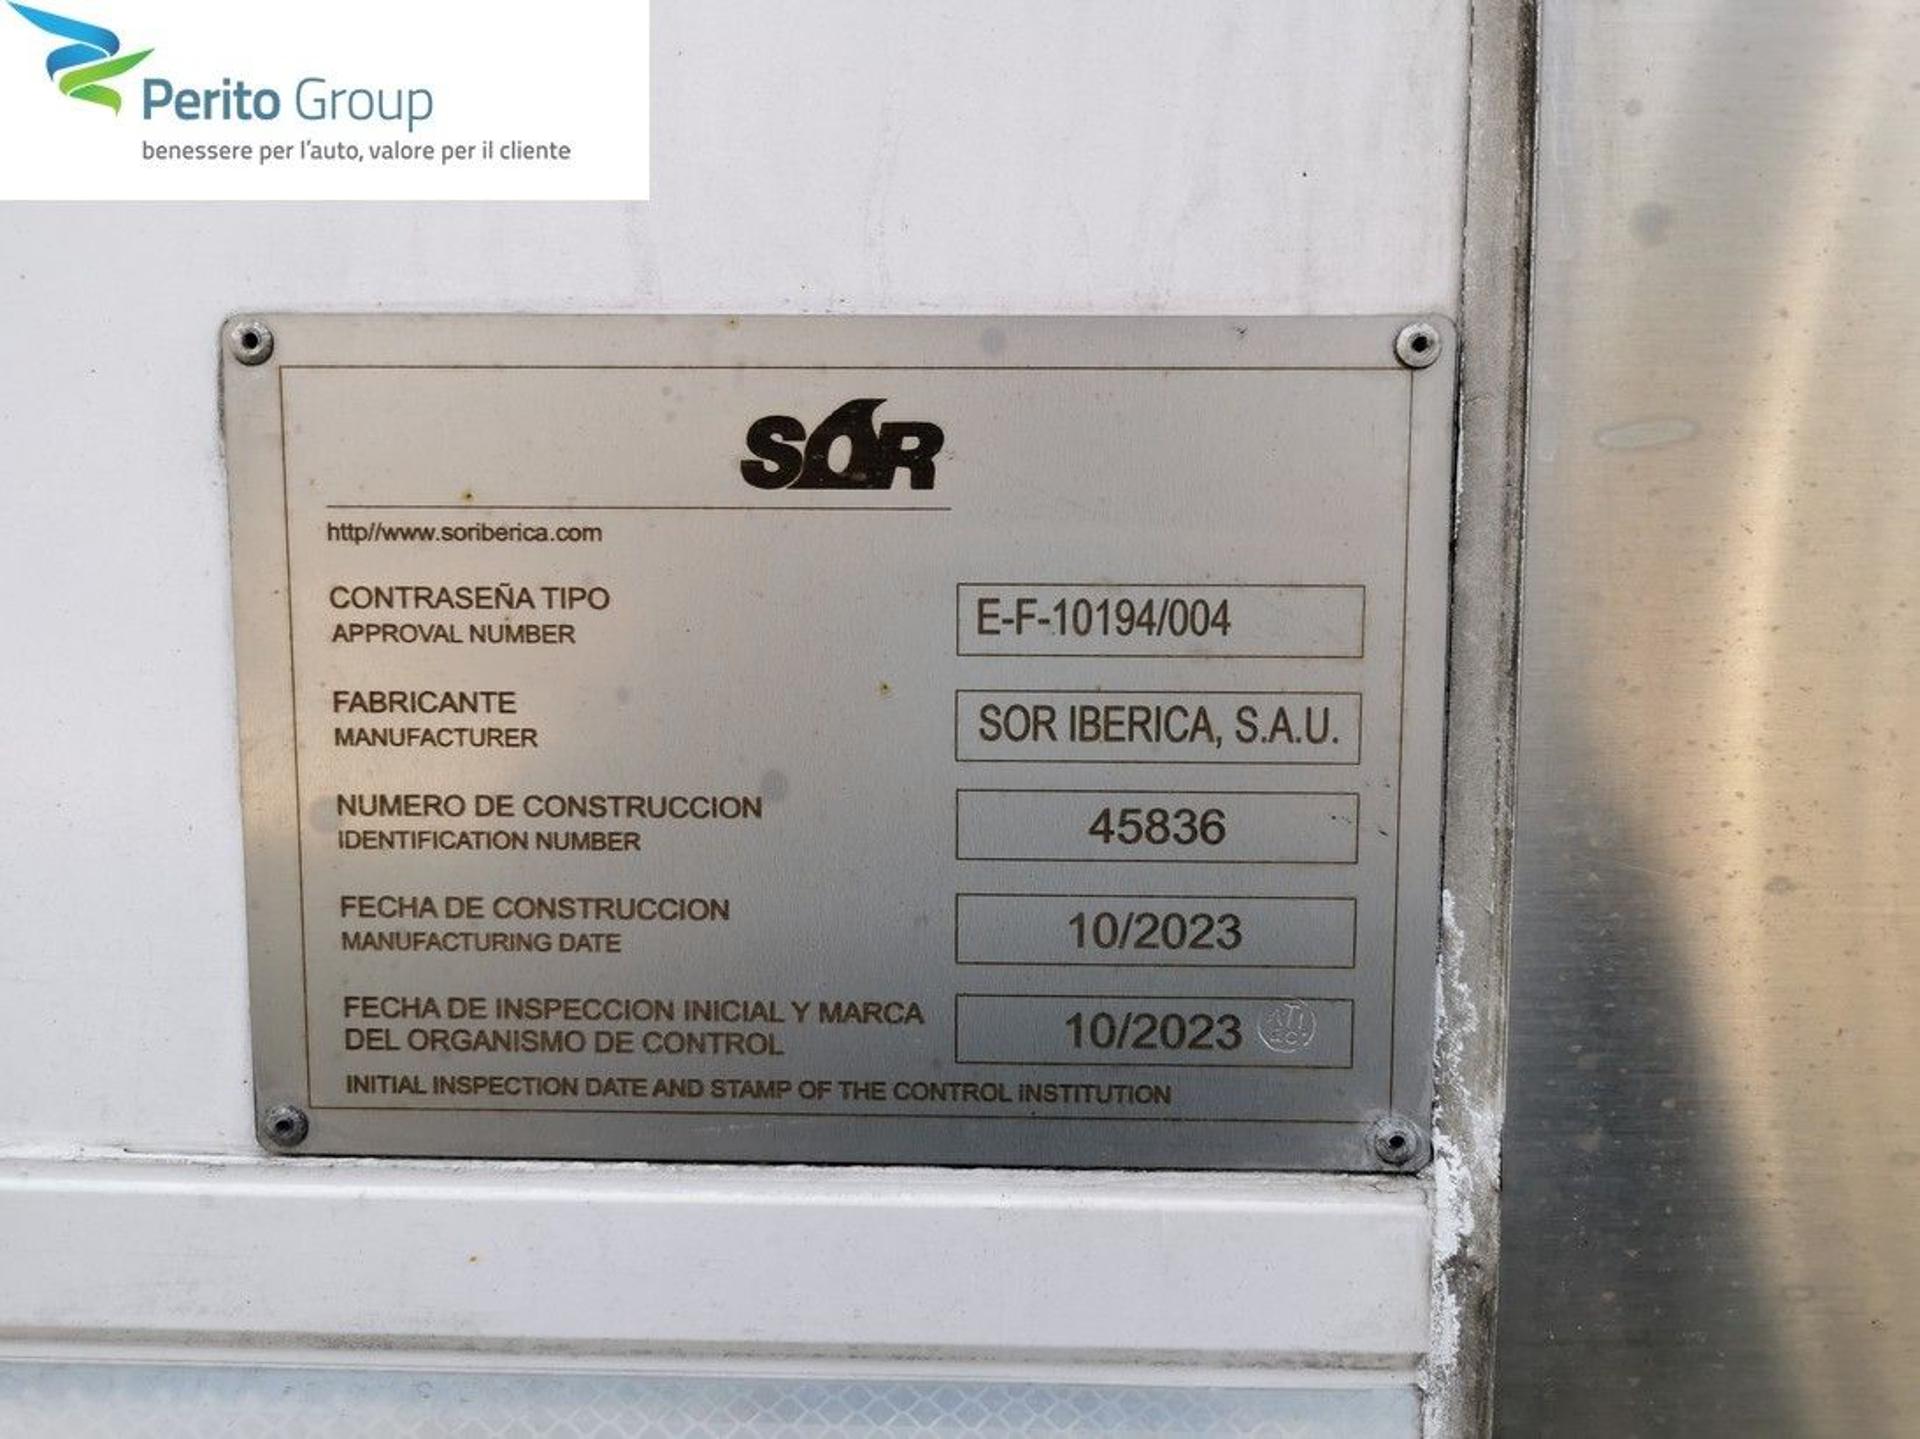 Perito Group
benessere per l'auto, valore per il cliente
SOR
http//www.soriberica.com
CONTRASEÑA TIPO
APPROVAL NUMBER
E-F-10194/004
FABRICANTE
MANUFACTURER
SOR IBERICA, S.A.U.
NUMERO DE CONSTRUCCION
IDENTIFICATION NUMBER
45836
FECHA DE CONSTRUCCION
MANUFACTURING DATE
10/2023
FECHA DE INSPECCION INICIAL Y MARCA
DEL ORGANISMO DE CONTROL
10/2023
INITIAL INSPECTION DATE AND STAMP OF THE CONTROL INSTITUTION